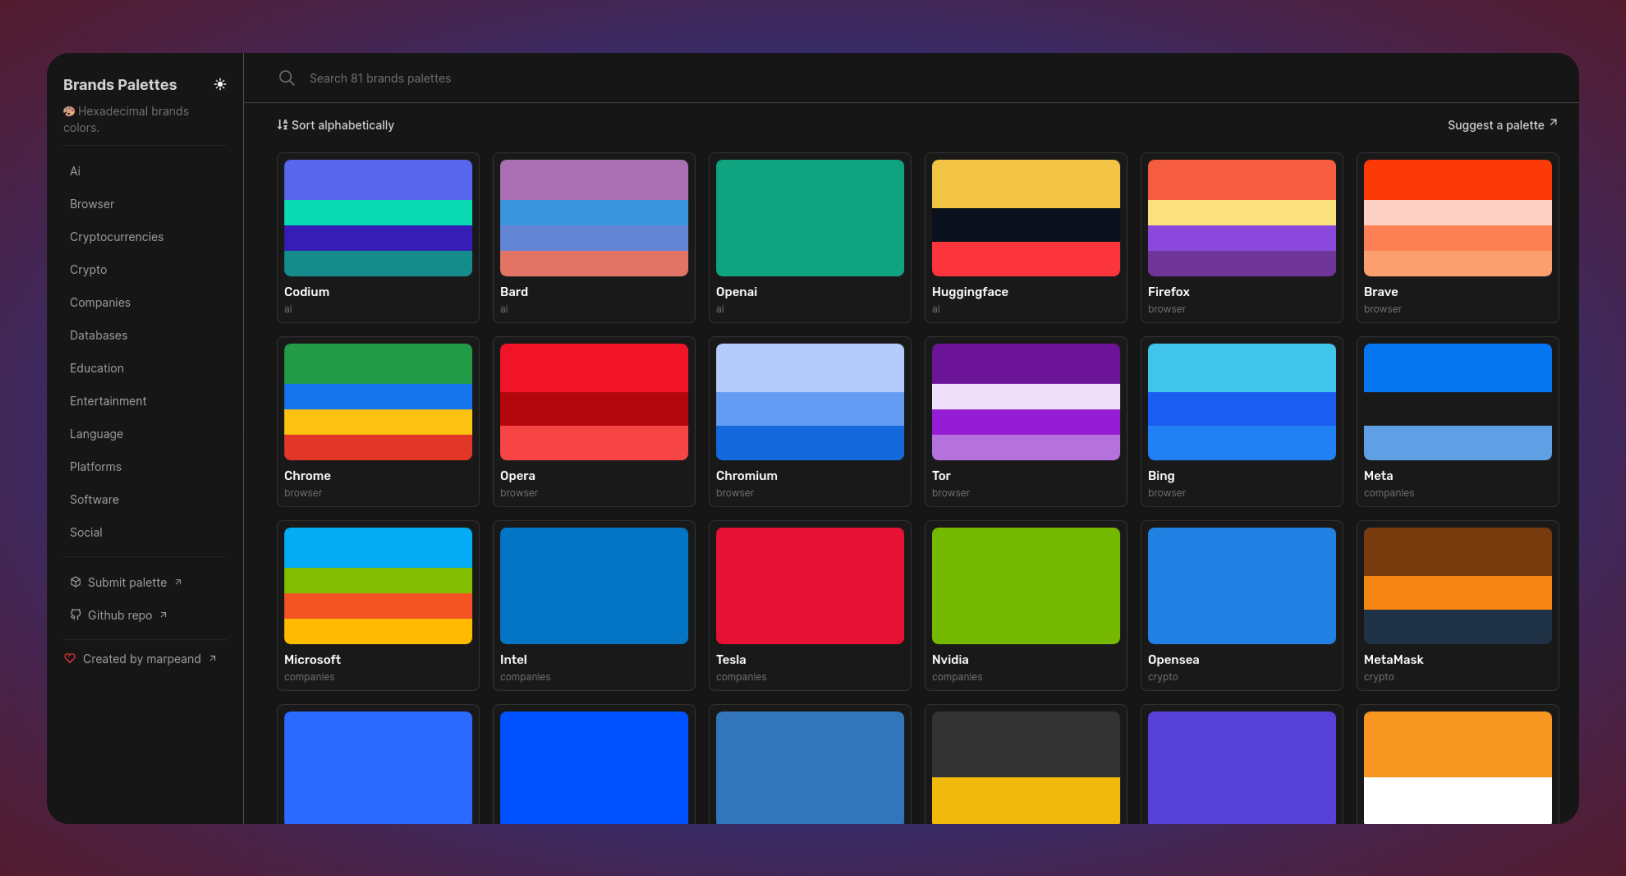 Brands Palettes
🎨 Hexadecimal brands
colors.
Ai
Browser
Cryptocurrencies
Crypto
Companies
Databases
Education
Entertainment
Language
Platforms
Software
Social
Submit palette
Github repo
Created by marpeand
Search 81 brands palettes
Sort alphabetically
Suggest a palette
Codium
ai
Bard
ai
Openai
ai
Huggingface
ai
Firefox
browser
Brave
browser
Chrome
browser
Opera
browser
Chromium
browser
Tor
browser
Bing
browser
Meta
companies
Microsoft
companies
Intel
companies
Tesla
companies
Nvidia
companies
Opensea
crypto
MetaMask
crypto